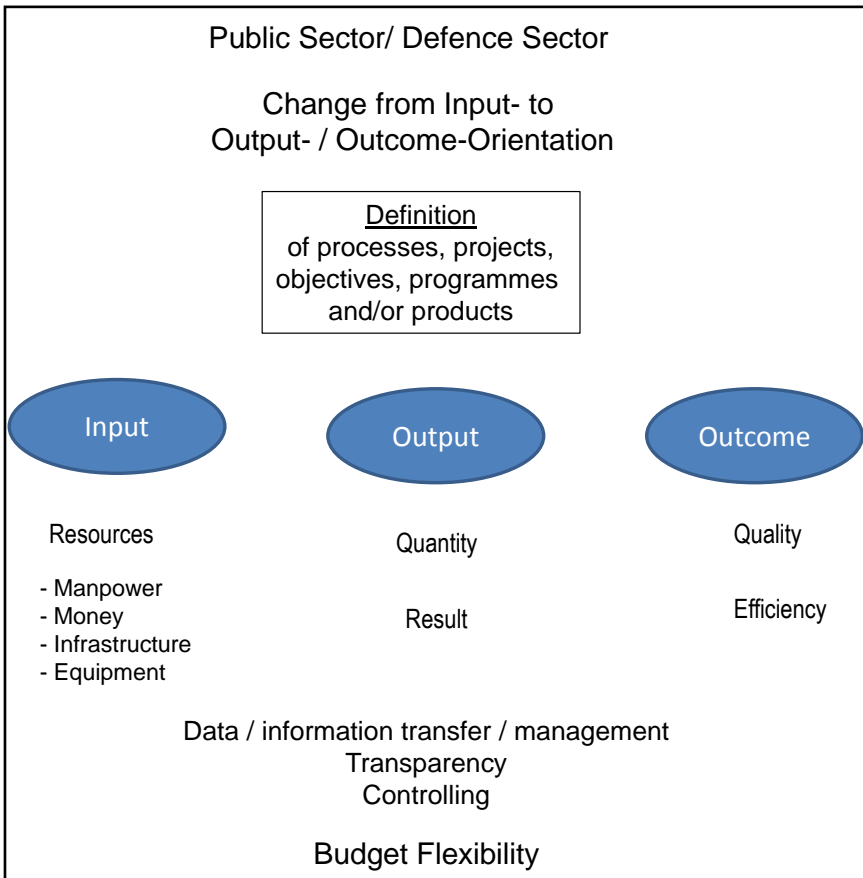 Public Sector/ Defence Sector
Change from Input- to
Output- / Outcome-Orientation
Definition
of processes, projects,
objectives, programmes
and/or products
Input
Output
Outcome
Resources
- Manpower
- Money
- Infrastructure
- Equipment
Quantity
Result
Quality
Efficiency
Data / information transfer / management
Transparency
Controlling
Budget Flexibility